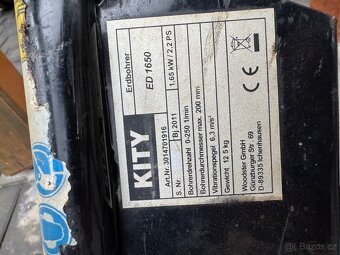 KITY
Erdbohrer
ED 1650
1,65 kW / 2,2 PS
Art.Nr. 3014701916
S. Nr.
Bj 2011
Bohrerdrehzahl 0-250 1/min
Bohrerdurchmesser max. 200 mm
Vibrationspegel 6,3 m/s²
Gewicht 12,5 kg
Woodster GmbH
Günzburger Str. 69
D-89335 Ichenhausen
CE
bazos.cz